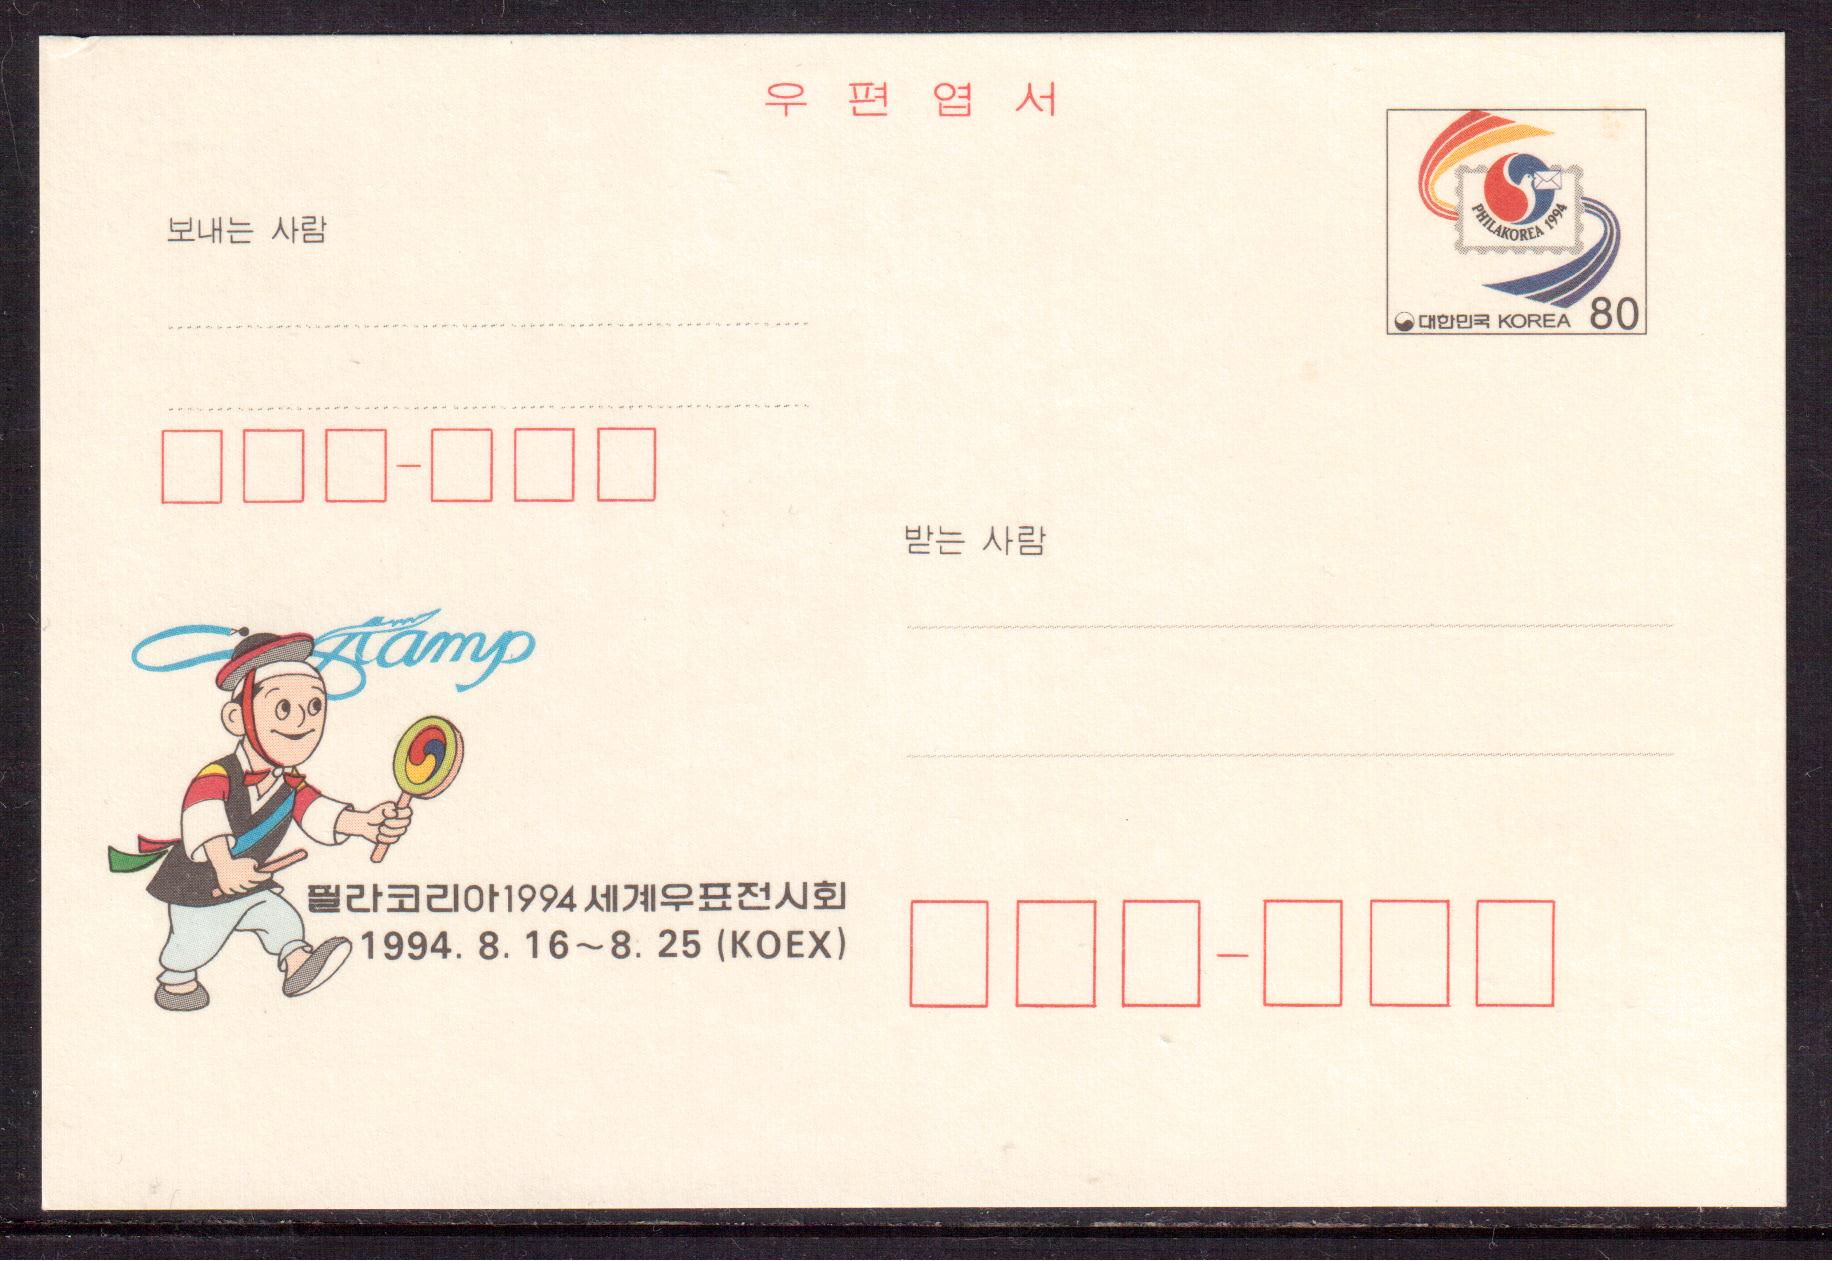 우편엽서
보내는 사람
PHILAKOREA 1994
대한민국 KOREA 80
받는 사람
Stamp
필라코리아1994세계우표전시회
1994. 8. 16~8. 25 (KOEX)